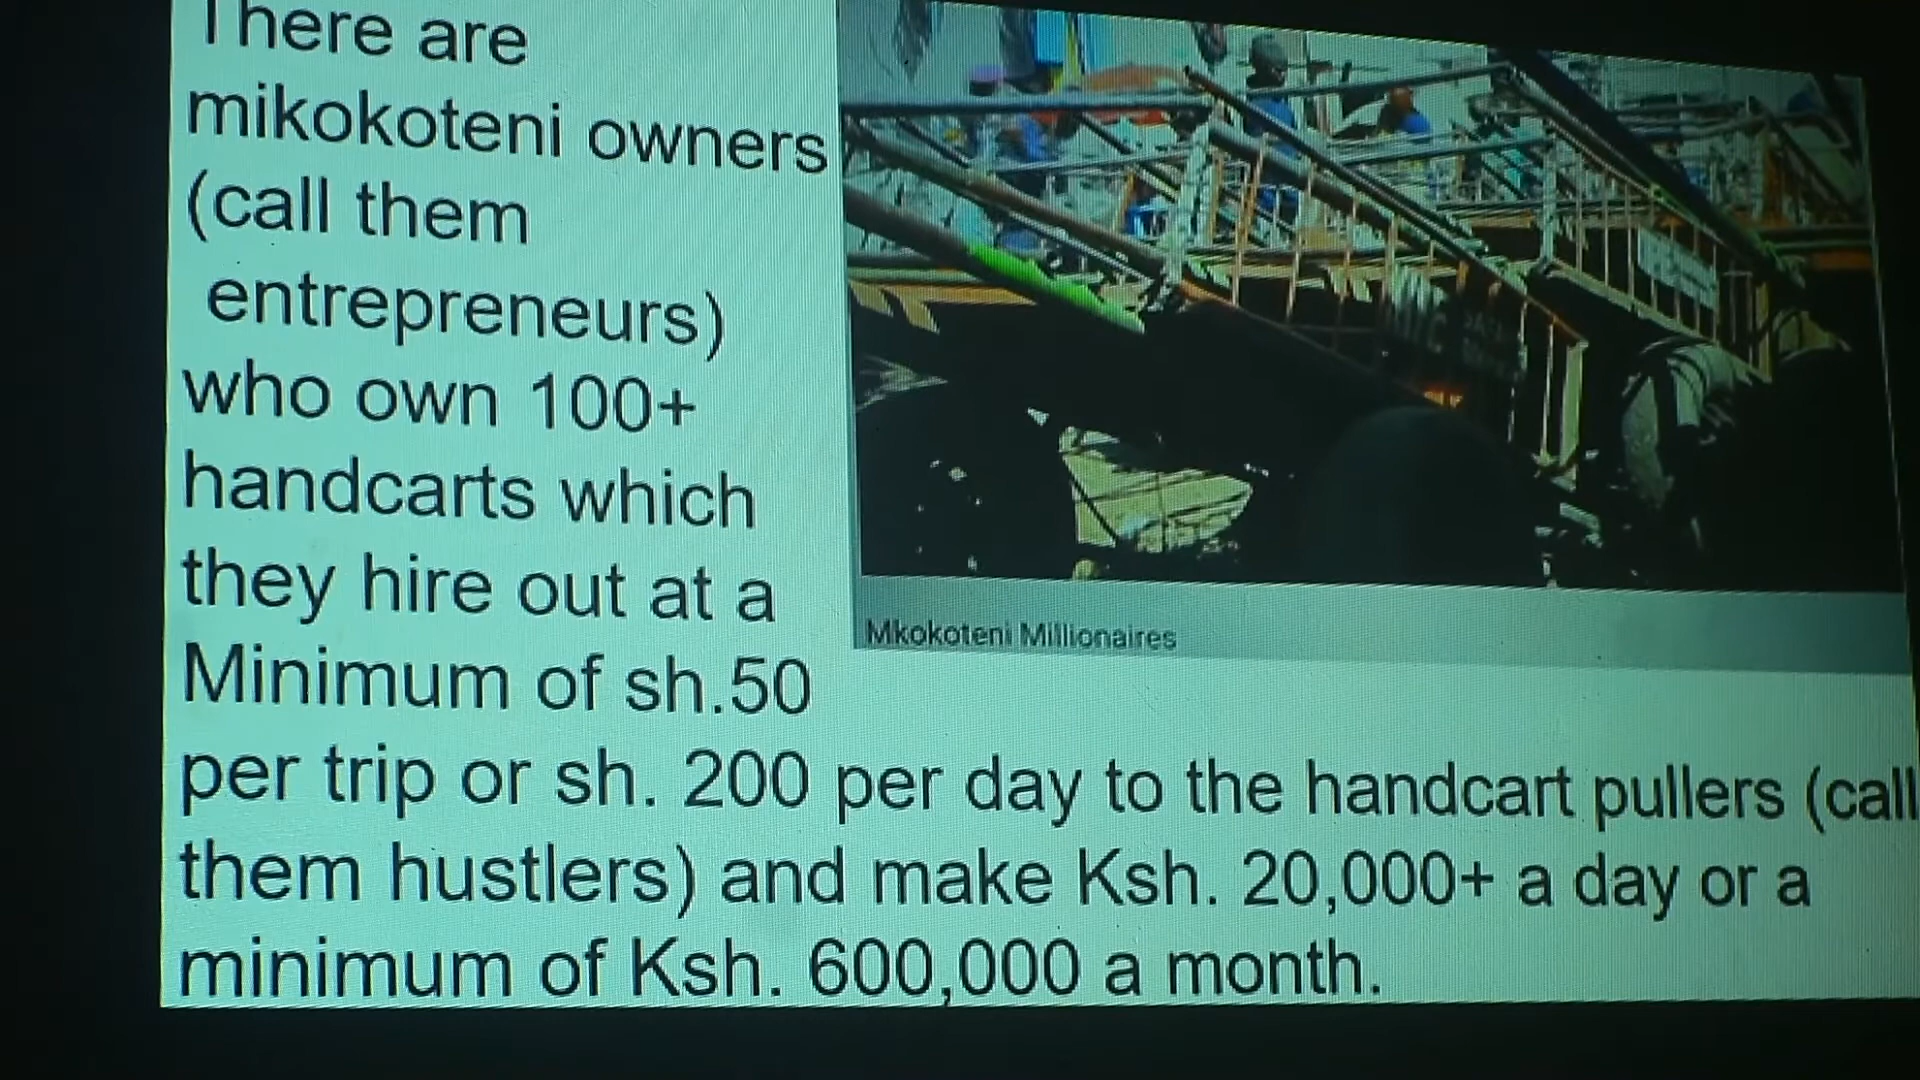 There are
mikokoteni owners
(call them
entrepreneurs)
who own 100+
handcarts which
they hire out at a
Minimum of sh.50
per trip or sh. 200 per day to the handcart pullers (call
them hustlers) and make Ksh. 20,000+ a day or a
minimum of Ksh. 600,000 a month.
Mkokoteni Millionaires